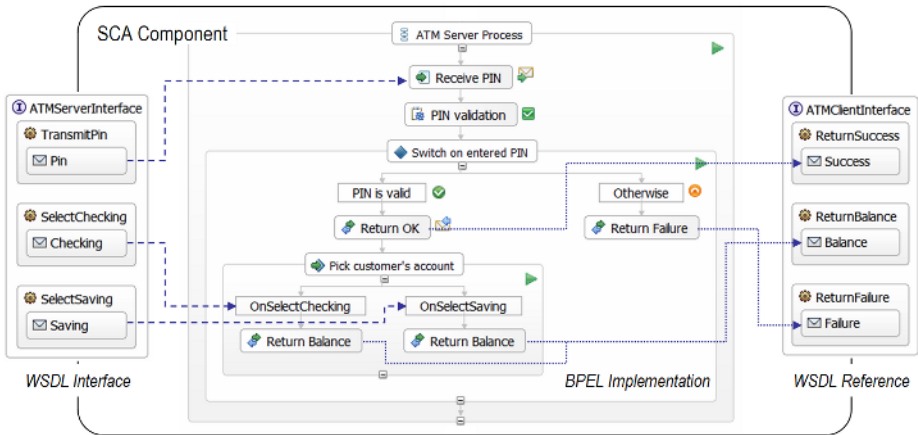 SCA Component
ATM Server Process
Receive PIN
PIN validation
Switch on entered PIN
PIN is valid
Otherwise
Return OK
Return Failure
Pick customer's account
OnSelectChecking
OnSelectSaving
Return Balance
Return Balance
BPEL Implementation
ATMServerInterface
TransmitPin
Pin
SelectChecking
Checking
SelectSaving
Saving
WSDL Interface
ATMClientInterface
ReturnSuccess
Success
ReturnBalance
Balance
ReturnFailure
Failure
WSDL Reference